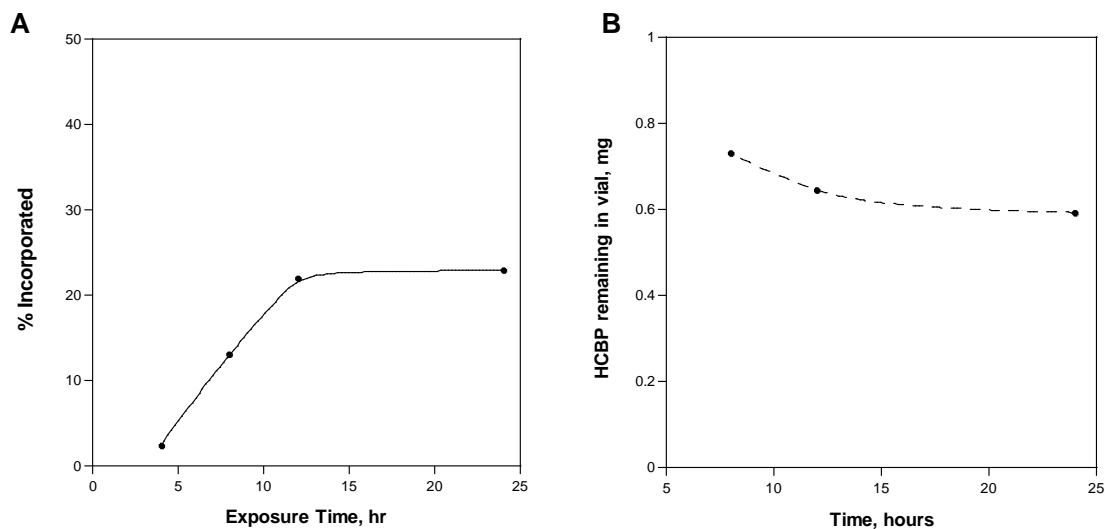 A
50
40
30
20
10
0
0 5 10 15 20 25
% Incorporated
Exposure Time, hr
B
1
0.8
0.6
0.4
0.2
0
5 10 15 20 25
HCBP remaining in vial, mg
Time, hours